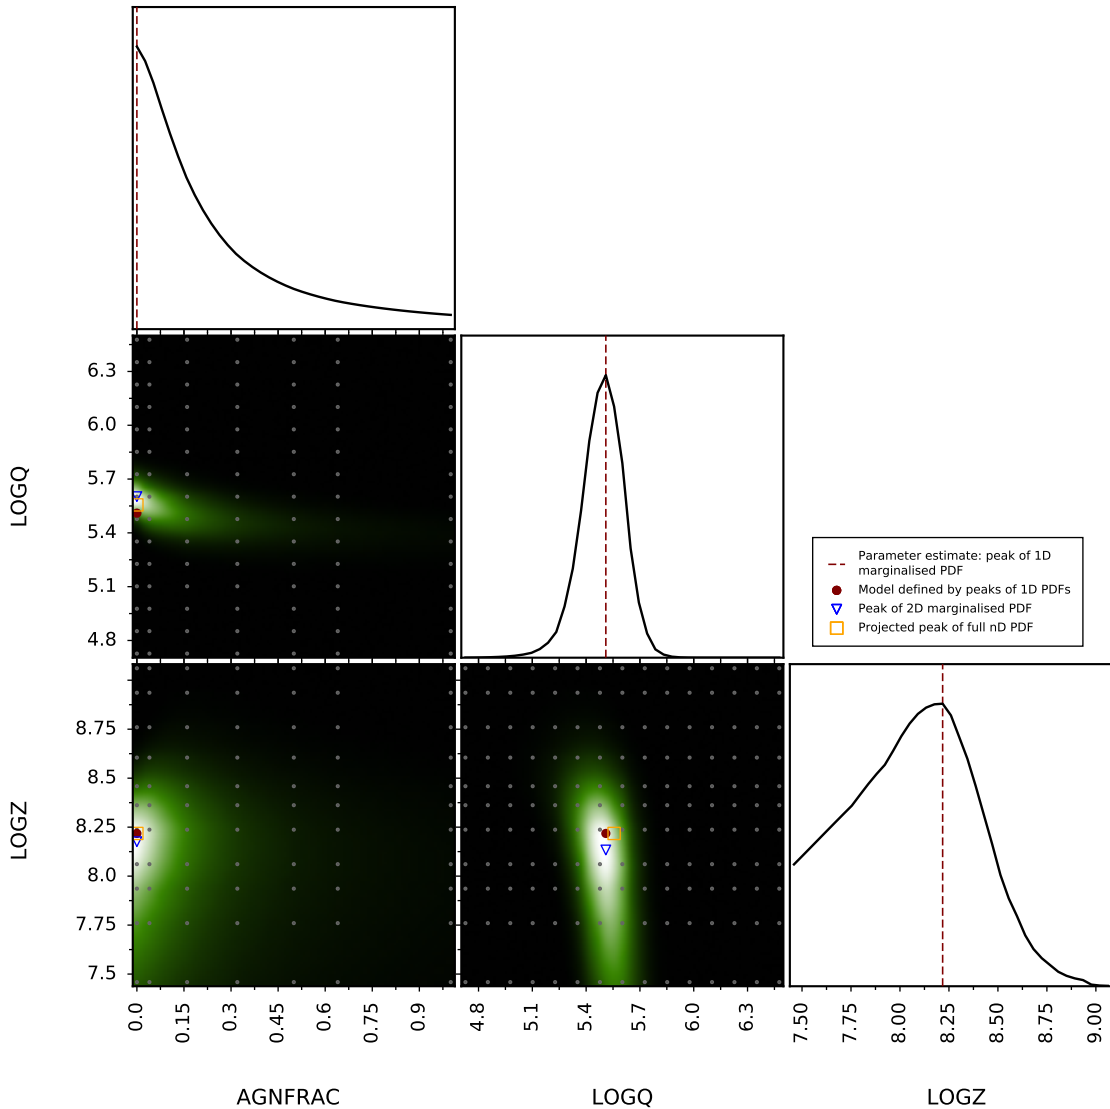 LOGQ
6.3
6.0
5.7
5.4
5.1
4.8
Parameter estimate: peak of 1D
marginalised PDF
Model defined by peaks of 1D PDFs
Peak of 2D marginalised PDF
Projected peak of full nD PDF
LOGZ
8.75
8.5
8.25
8.0
7.75
7.5
0.0 0.15 0.3 0.45 0.6 0.75 0.9
4.8 5.1 5.4 5.7 6.0 6.3
7.50 7.75 8.00 8.25 8.50 8.75 9.00
AGNFRAC LOGQ LOGZ